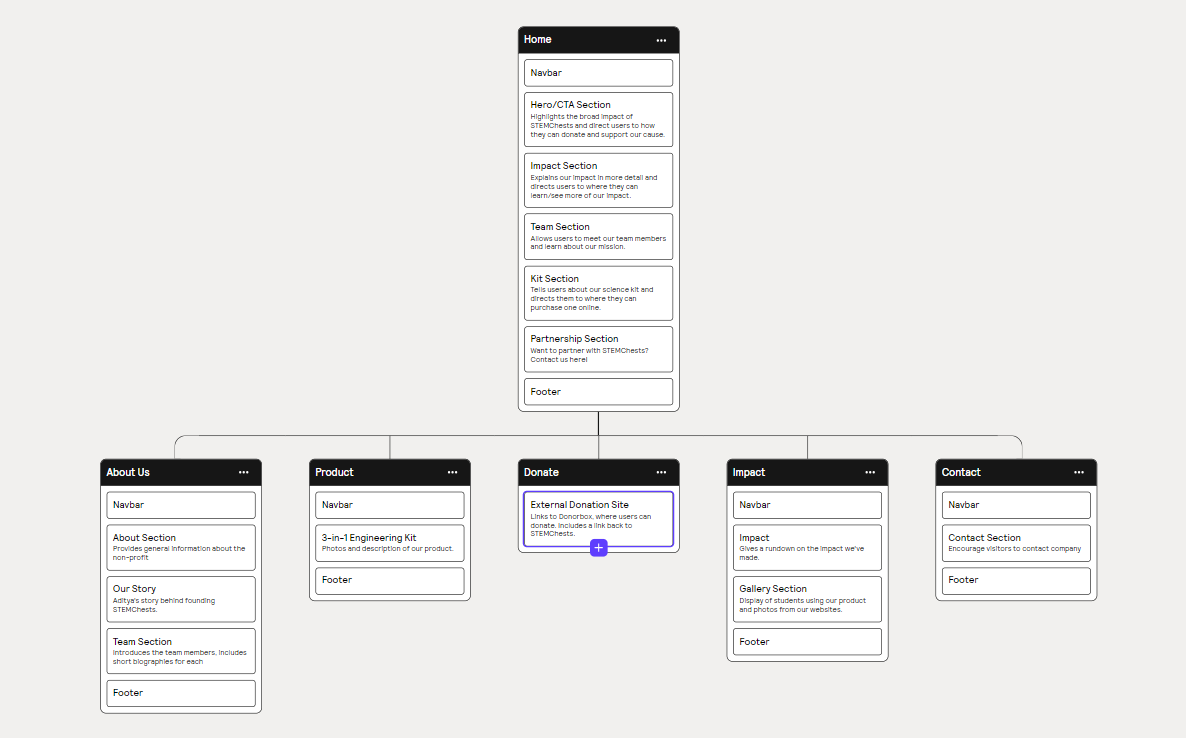 Home
Navbar
Hero/CTA Section
Highlights the broad impact of
STEMChests and direct users to how
they can donate and support our cause.
Impact Section
Explains our impact in more detail and
directs users to where they can
learn/see more of our impact.
Team Section
Allows users to meet our team members
and learn about our mission.
Kit Section
Tells users about our science kit and
directs them to where they can
purchase one online.
Partnership Section
Want to partner with STEMChests?
Contact us here!
Footer
About Us
Navbar
About Section
Provides general information about the
non-profit
Our Story
Aditya's story behind founding
STEMChests.
Team Section
Introduces the team members, includes
short biographies for each
Footer
Product
Navbar
3-in-1 Engineering Kit
Photos and description of our product.
Footer
Donate
External Donation Site
Links to Donorbox, where users can
donate. Includes a link back to
STEMChests.
Impact
Navbar
Impact
Gives a rundown on the impact we've
made.
Gallery Section
Display of students using our product
and photos from our websites.
Footer
Contact
Navbar
Contact Section
Encourage visitors to contact company
Footer